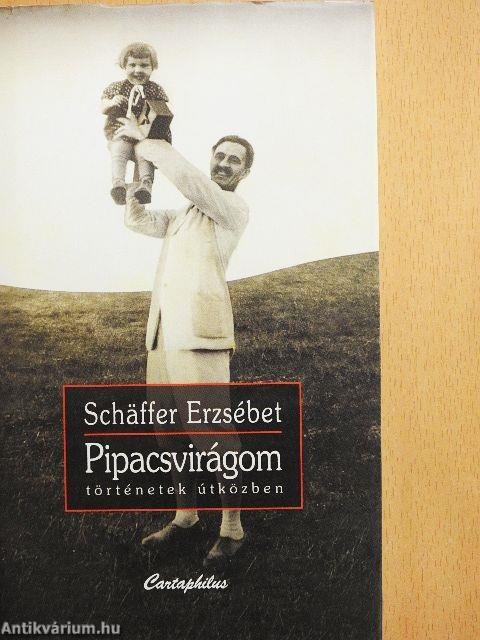 Schäffer Erzsébet
Pipacsvirágom
történetek útközben
Cartaphilus
Antikvárium.hu